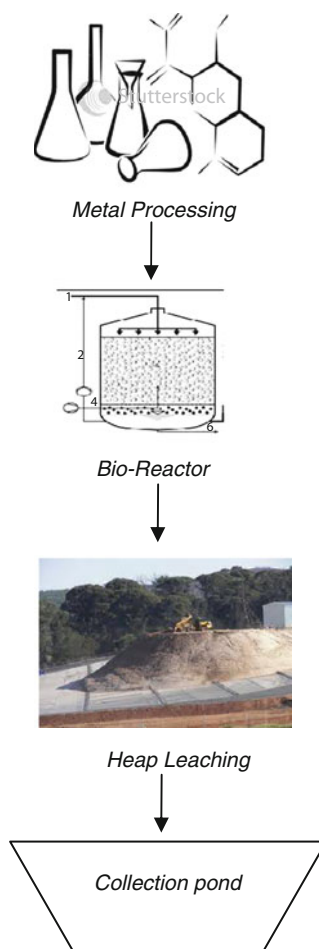 Shutterstock
Metal Processing
1
2
4
6
Bio-Reactor
Heap Leaching
Collection pond